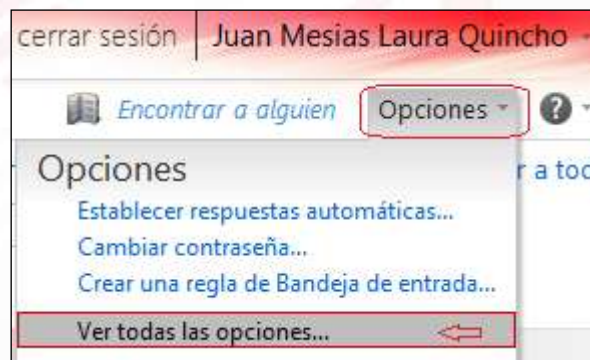 cerrar sesión | Juan Mesias Laura Quincho
Encontrar a alguien Opciones ?
Opciones
r a toc
Establecer respuestas automáticas...
Cambiar contraseña...
Crear una regla de Bandeja de entrada...
Ver todas las opciones...